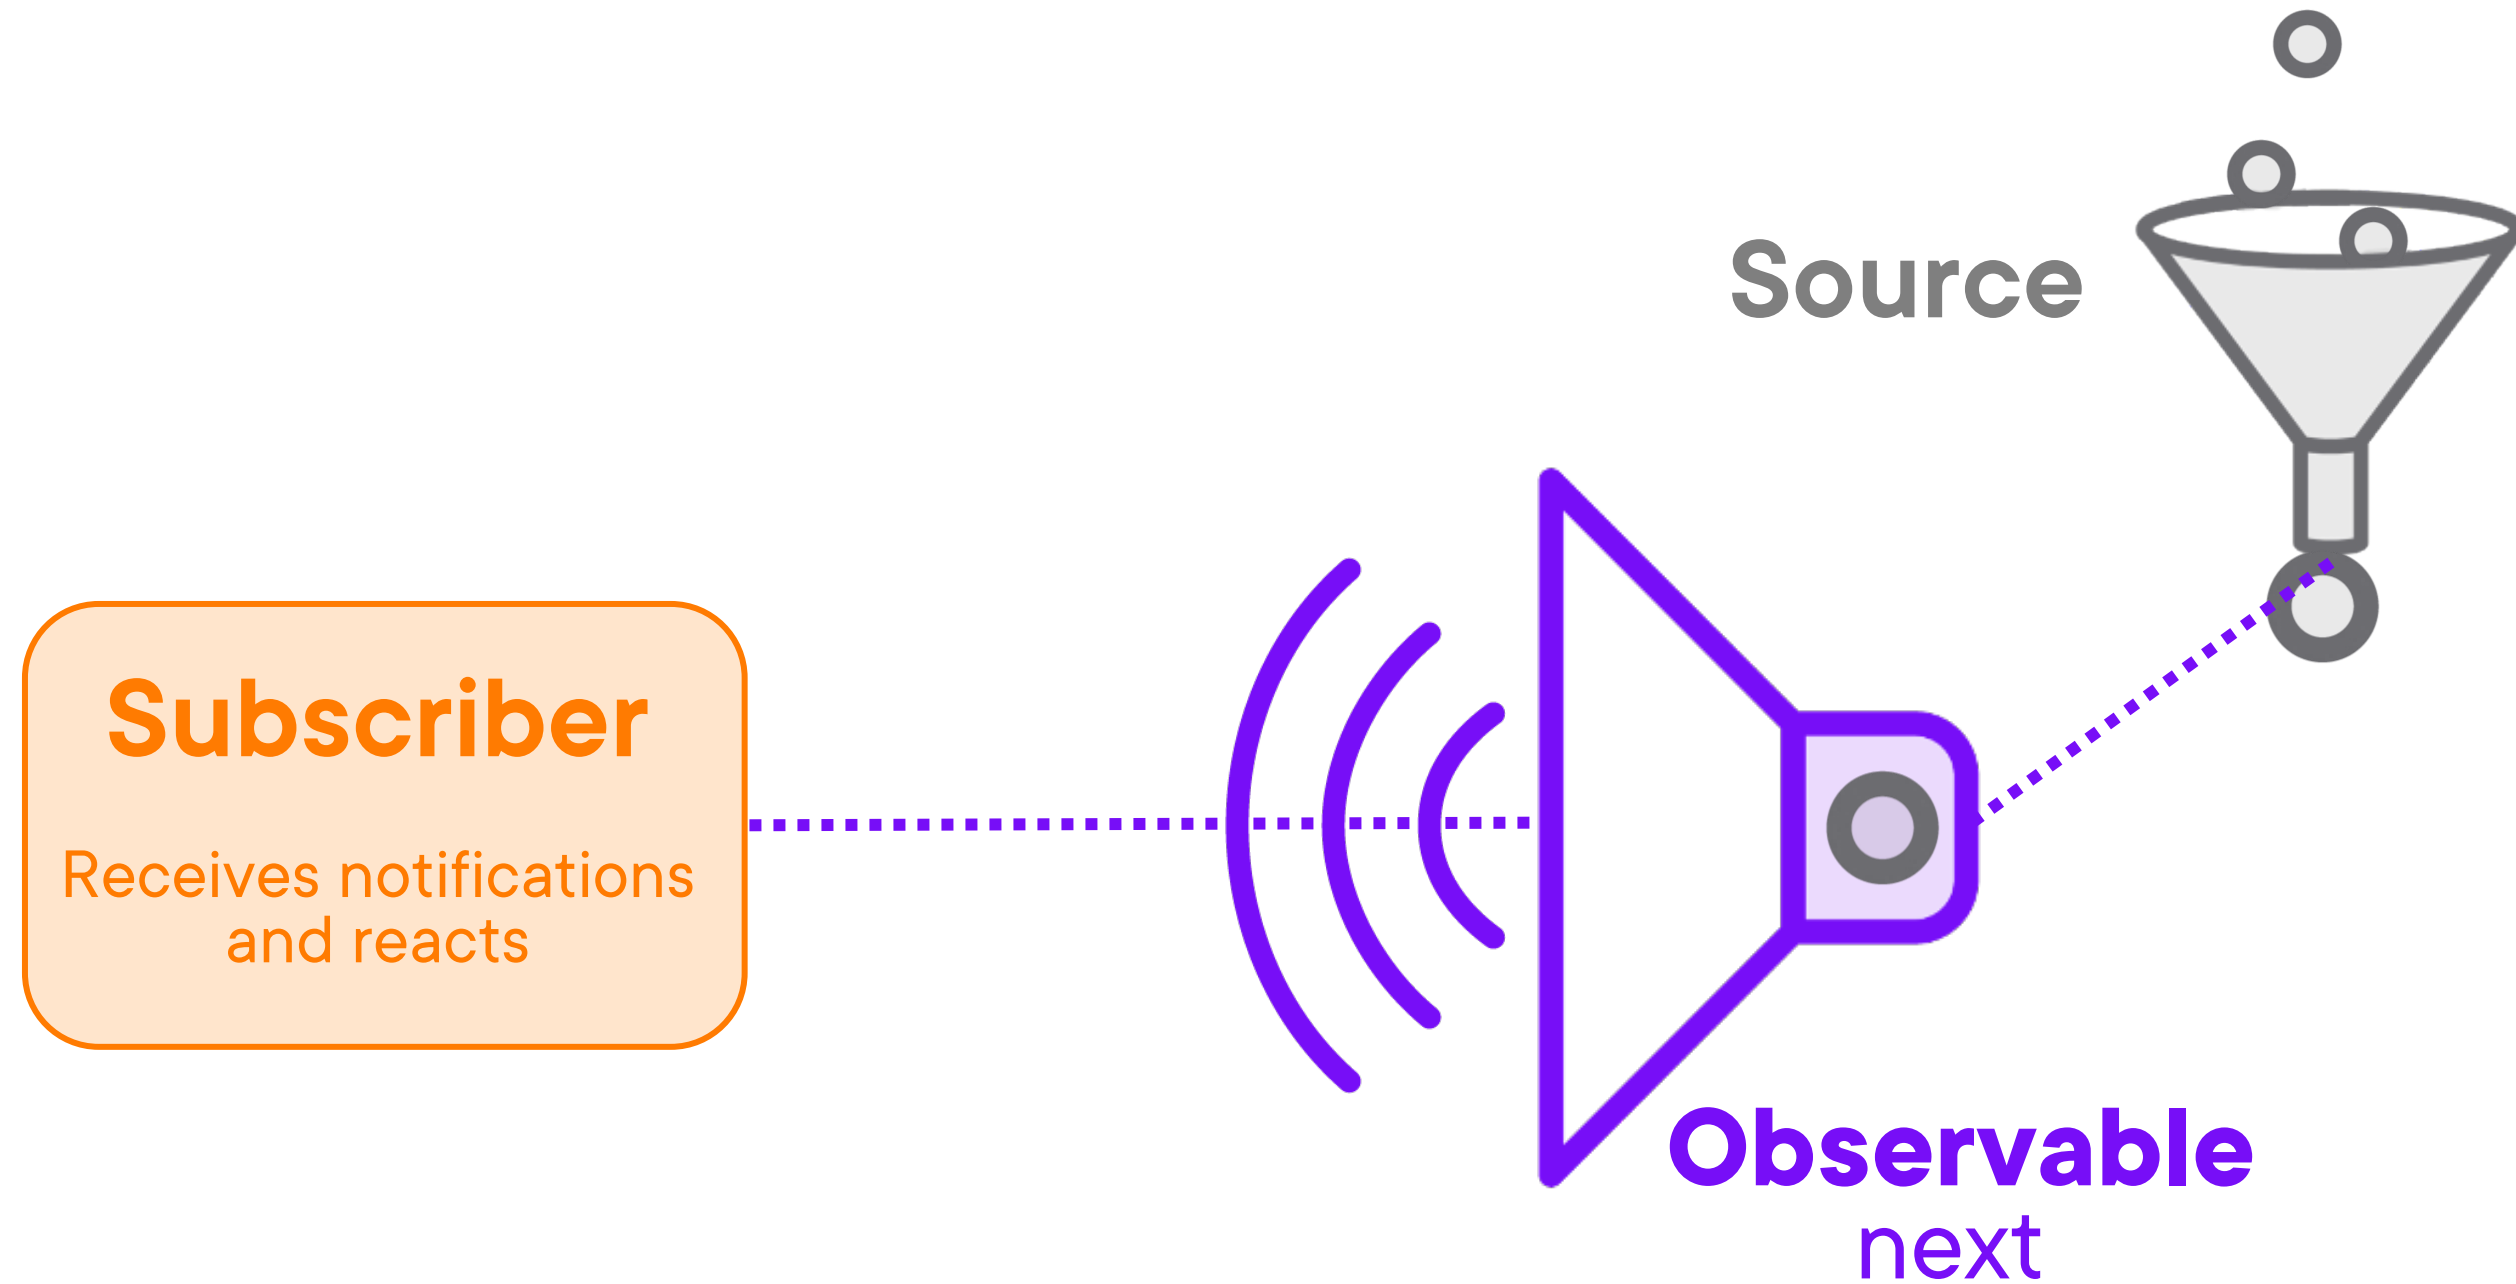 Source
Subscriber
Receives notifications
and reacts
Observable
next